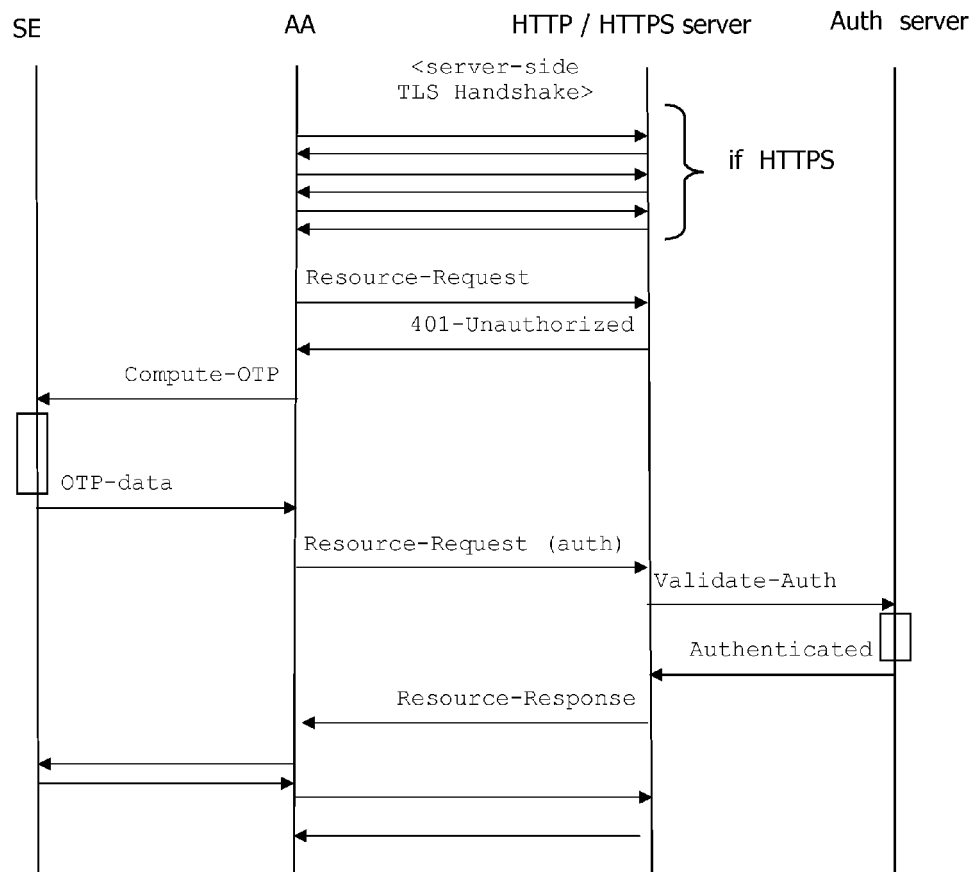 SE
AA
HTTP / HTTPS server
Auth server
<server-side
TLS Handshake>
if HTTPS
Resource-Request
401-Unauthorized
Compute-OTP
OTP-data
Resource-Request (auth)
Validate-Auth
Authenticated
Resource-Response